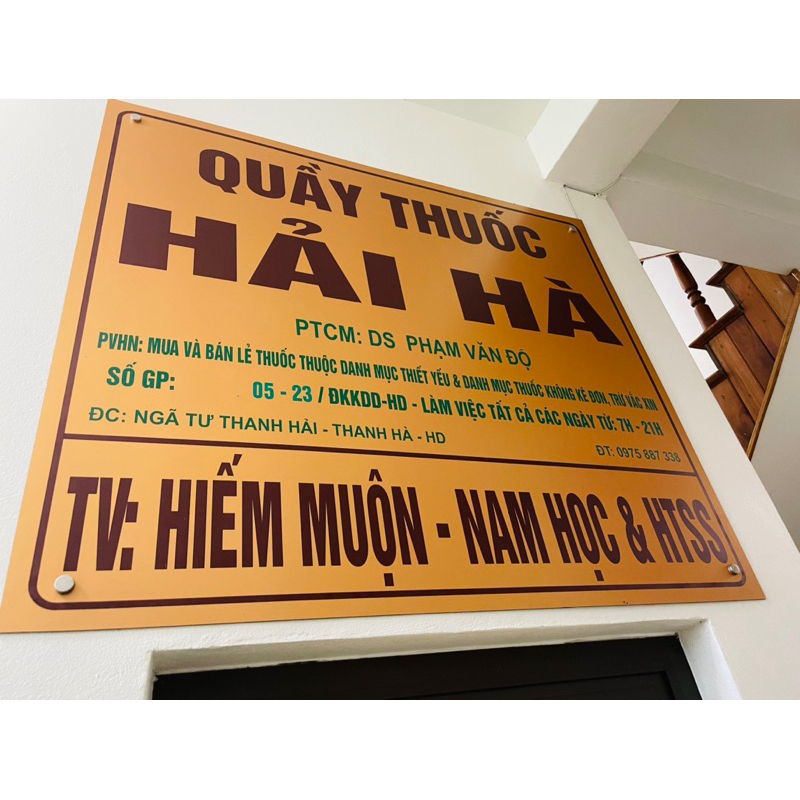 QUẦY THUỐC
HẢI HÀ
PTCM: DS PHẠM VĂN ĐỘ
PVHN: MUA VÀ BÁN LẺ THUỐC THUỘC DANH MỤC THIẾT YẾU & DANH MỤC THUỐC KHÔNG KÊ ĐƠN, TRỪ VẮC XIN
SỐ GP: 05 - 23 / ĐKKDD-HD - LÀM VIỆC TẤT CẢ CÁC NGÀY TỪ:7H - 21H
ĐC: NGÃ TƯ THANH HẢI - THANH HÀ - HD
ĐT: 0975 887 338
TV: HIẾM MUỘN - NAM HỌC & HTSS